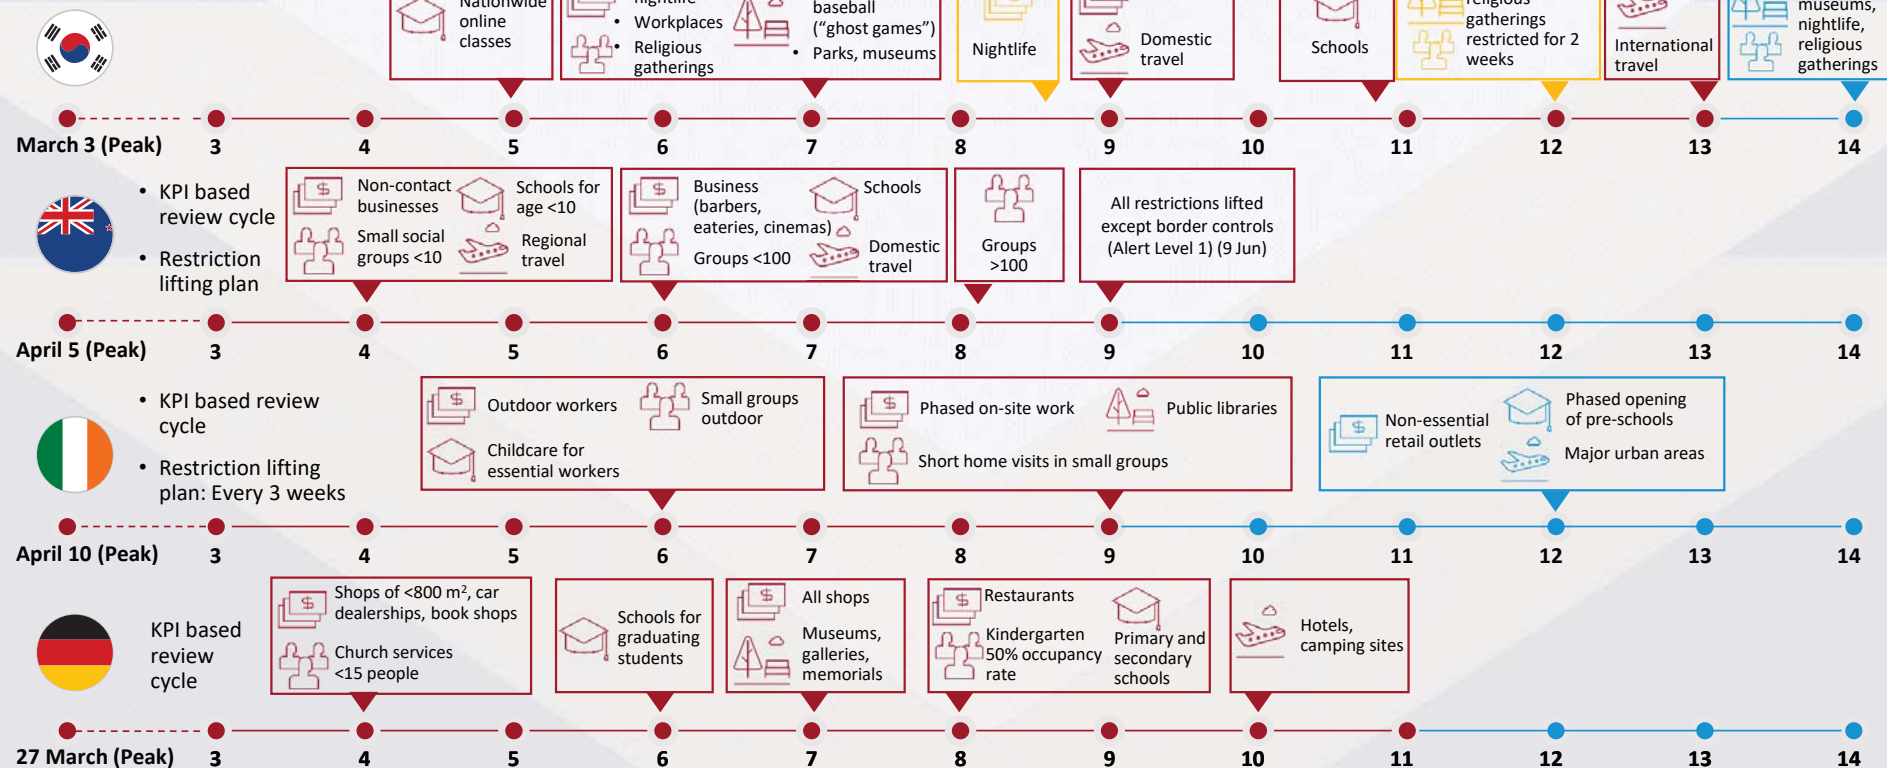 Nationwide
online
classes
nightlife
• Workplaces
• Religious
gatherings
baseball
(“ghost games”)
• Parks, museums
Nightlife
Domestic
travel
Schools
religious
gatherings
restricted for 2
weeks
International
travel
museums,
nightlife,
religious
gatherings
March 3 (Peak) 3 4 5 6 7 8 9 10 11 12 13 14
• KPI based
review cycle
• Restriction
lifting plan
$
Non-contact
businesses
Schools for
age <10
Small social
groups <10
Regional
travel
$
Business
(barbers,
eateries, cinemas)
Schools
Groups <100
Domestic
travel
Groups
>100
All restrictions lifted
except border controls
(Alert Level 1) (9 Jun)
April 5 (Peak) 3 4 5 6 7 8 9 10 11 12 13 14
• KPI based review
cycle
• Restriction lifting
plan: Every 3 weeks
$
Outdoor workers
Small groups
outdoor
Childcare for
essential workers
$
Phased on-site work
Public libraries
Short home visits in small groups
$
Non-essential
retail outlets
Phased opening
of pre-schools
Major urban areas
April 10 (Peak) 3 4 5 6 7 8 9 10 11 12 13 14
KPI based
review
cycle
$
Shops of <800 m², car
dealerships, book shops
Church services
<15 people
Schools for
graduating
students
$
All shops
Museums,
galleries,
memorials
$
Restaurants
Kindergarten
50% occupancy
rate
Primary and
secondary
schools
Hotels,
camping sites
27 March (Peak) 3 4 5 6 7 8 9 10 11 12 13 14